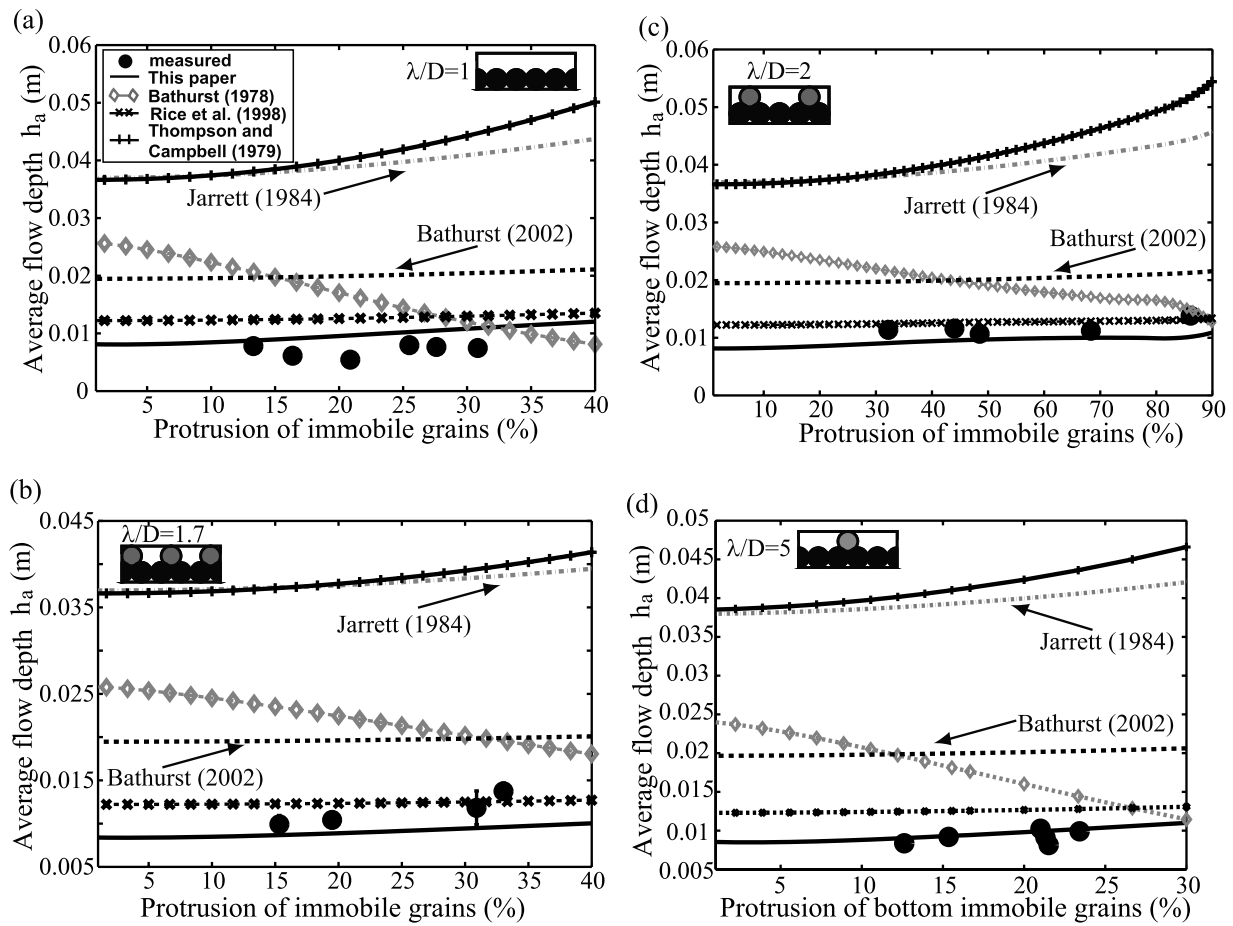 (a)
0.06
0.05
0.04
0.03
0.02
0.01
0
Average flow depth hₐ (m)
measured
This paper
Bathurst (1978)
Rice et al. (1998)
Thompson and
Campbell (1979)
λ/D=1
Jarrett (1984)
Bathurst (2002)
5 10 15 20 25 30 35 40
Protrusion of immobile grains (%)
(c)
0.06
0.05
0.04
0.03
0.02
0.01
0
Average flow depth hₐ (m)
λ/D=2
Jarrett (1984)
Bathurst (2002)
10 20 30 40 50 60 70 80 90
Protrusion of immobile grains (%)
(b)
0.045
0.035
0.025
0.015
0.005
Average flow depth hₐ (m)
λ/D=1.7
Jarrett (1984)
Bathurst (2002)
5 10 15 20 25 30 35 40
Protrusion of immobile grains (%)
(d)
0.05
0.045
0.04
0.035
0.03
0.025
0.02
0.015
0.01
0.005
Average flow depth hₐ (m)
λ/D=5
Jarrett (1984)
Bathurst (2002)
5 10 15 20 25 30
Protrusion of bottom immobile grains (%)